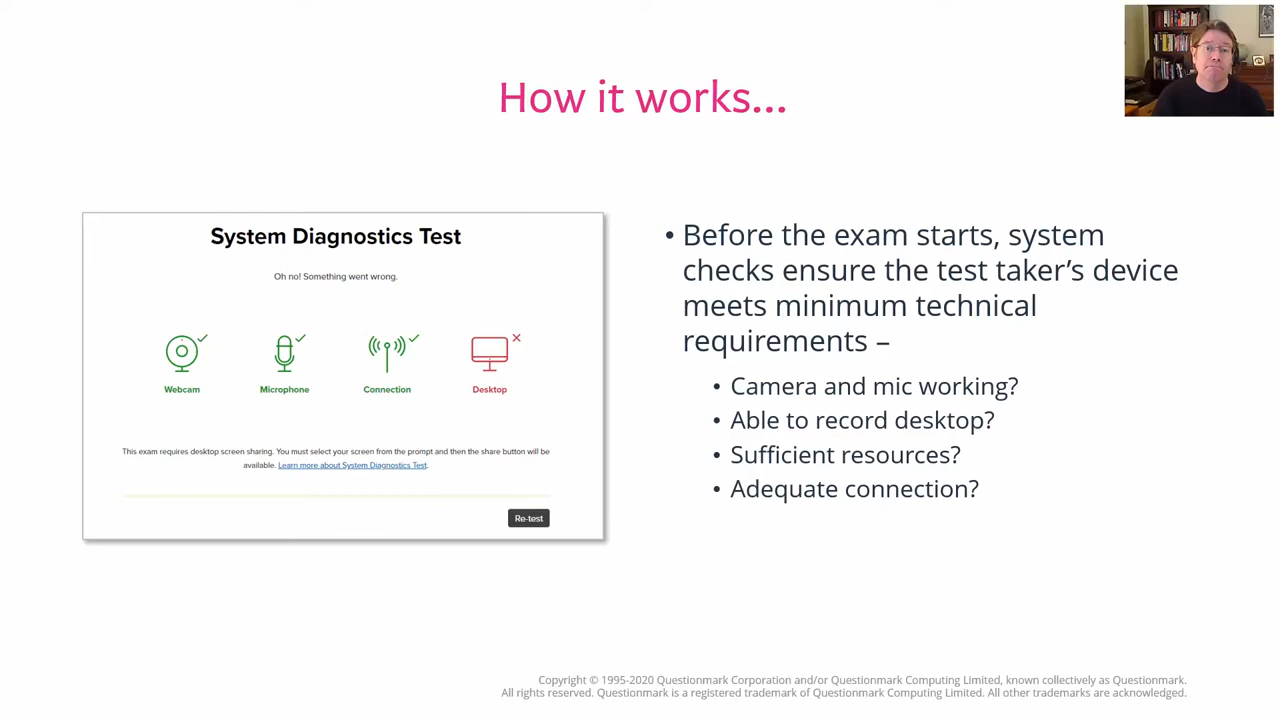 How it works...
System Diagnostics Test
Oh no! Something went wrong.
Webcam
Microphone
Connection
Desktop
This exam requires desktop screen sharing. You must select your screen from the prompt and then the share button will be
available. Learn more about System Diagnostics Test.
Re-test
• Before the exam starts, system
checks ensure the test taker’s device
meets minimum technical
requirements –
• Camera and mic working?
• Able to record desktop?
• Sufficient resources?
• Adequate connection?
Copyright © 1995-2020 Questionmark Corporation and/or Questionmark Computing Limited, known collectively as Questionmark.
All rights reserved. Questionmark is a registered trademark of Questionmark Computing Limited. All other trademarks are acknowledged.